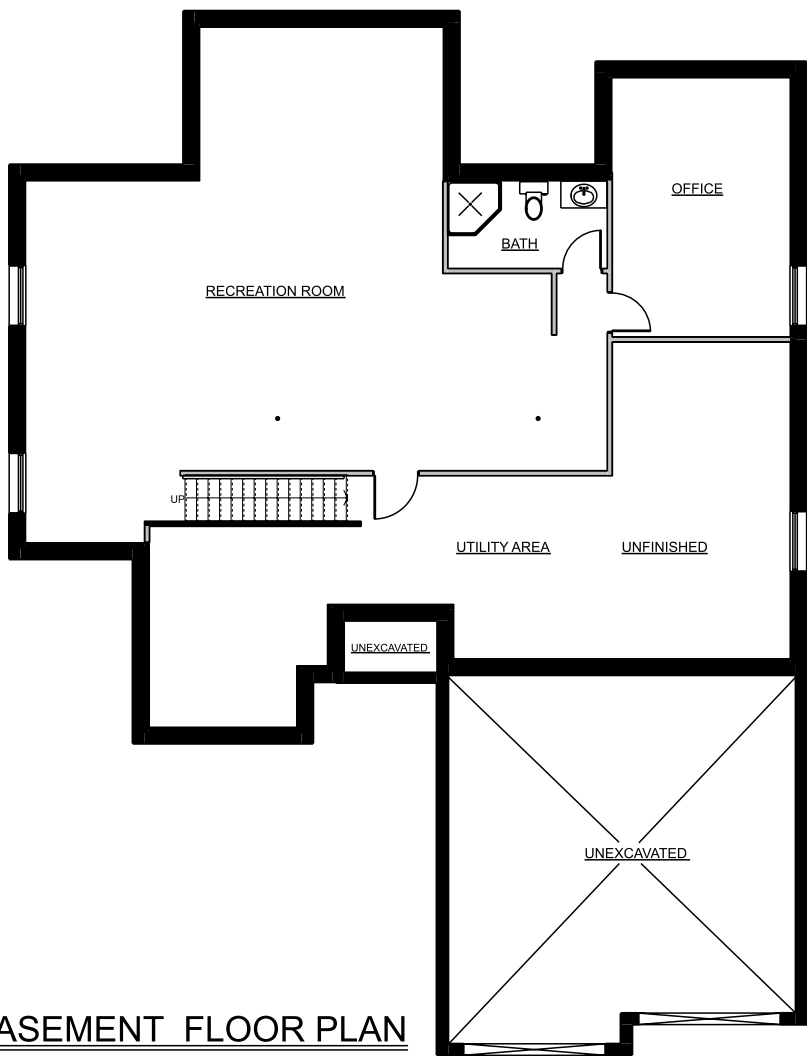 OFFICE
BATH
RECREATION ROOM
UP
UTILITY AREA
UNFINISHED
UNEXCAVATED
UNEXCAVATED
ASEMENT FLOOR PLAN